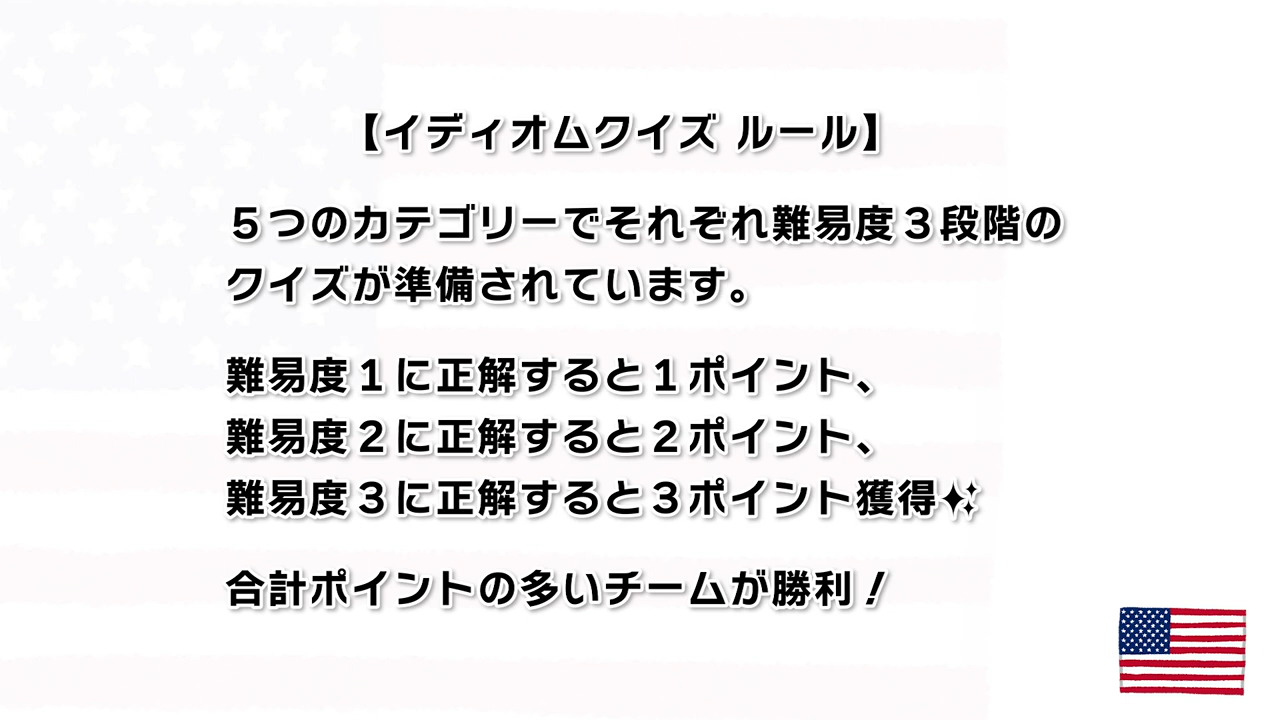 【イディオムクイズ ルール】
５つのカテゴリーでそれぞれ難易度３段階の
クイズが準備されています。
難易度１に正解すると１ポイント、
難易度２に正解すると２ポイント、
難易度３に正解すると３ポイント獲得✨
合計ポイントの多いチームが勝利！